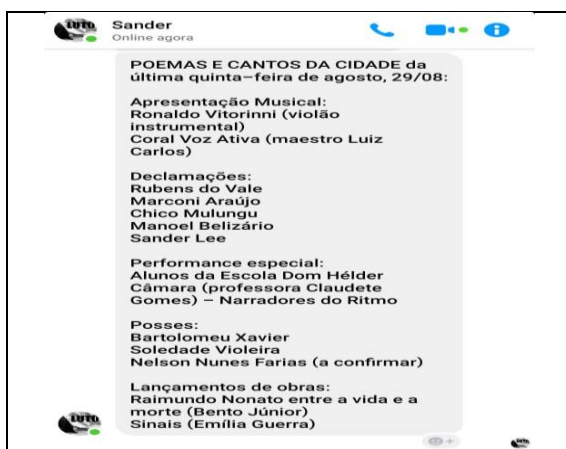 LUTO
Sander
Online agora
POEMAS E CANTOS DA CIDADE da
última quinta-feira de agosto, 29/08:
Apresentação Musical:
Ronaldo Vitorinni (violão
instrumental)
Coral Voz Ativa (maestro Luiz
Carlos)
Declamações:
Rubens do Vale
Marconi Araújo
Chico Mulungu
Manoel Belizário
Sander Lee
Performance especial:
Alunos da Escola Dom Hélder
Câmara (professora Claudete
Gomes) – Narradores do Ritmo
Posses:
Bartolomeu Xavier
Soledade Violeira
Nelson Nunes Farias (a confirmar)
Lançamentos de obras:
Raimundo Nonato entre a vida e a
morte (Bento Júnior)
Sinais (Emília Guerra)
LUTO